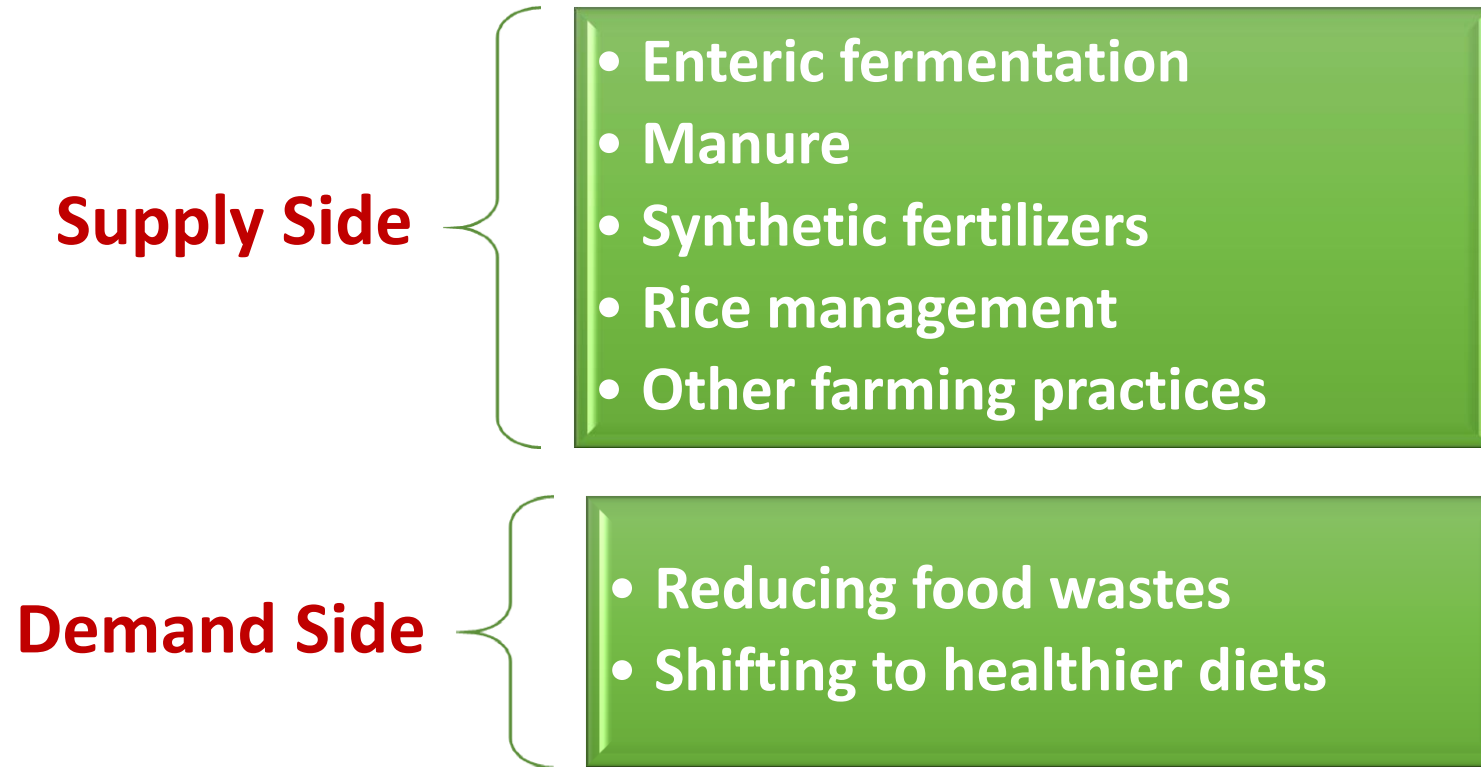 Supply Side
• Enteric fermentation
• Manure
• Synthetic fertilizers
• Rice management
• Other farming practices
Demand Side
• Reducing food wastes
• Shifting to healthier diets